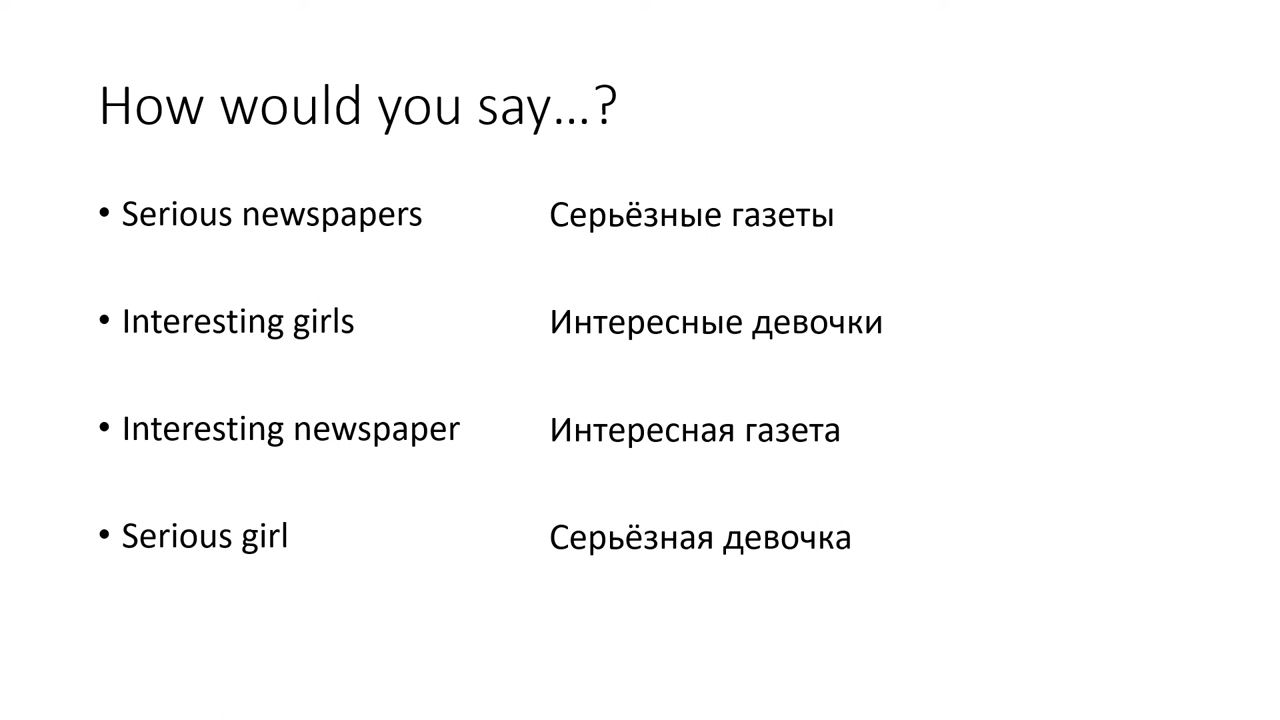 How would you say...?
• Serious newspapers Серьёзные газеты
• Interesting girls Интересные девочки
• Interesting newspaper Интересная газета
• Serious girl Серьёзная девочка